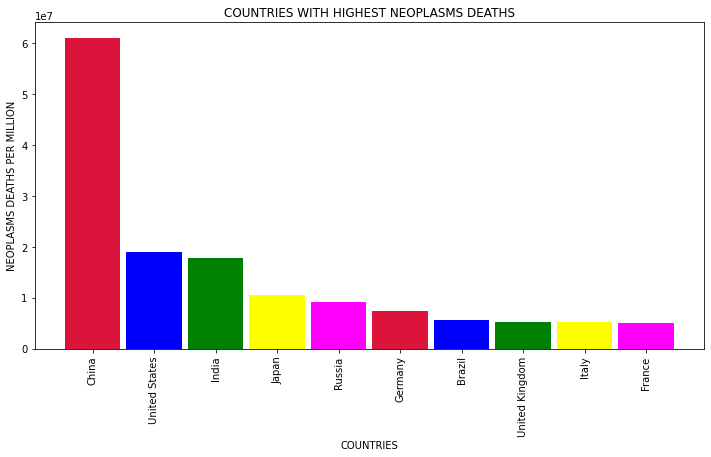 COUNTRIES WITH HIGHEST NEOPLASMS DEATHS
1e7
NEOPLASMS DEATHS PER MILLION
6
5
4
3
2
1
0
China
United States
India
Japan
Russia
Germany
Brazil
United Kingdom
Italy
France
COUNTRIES